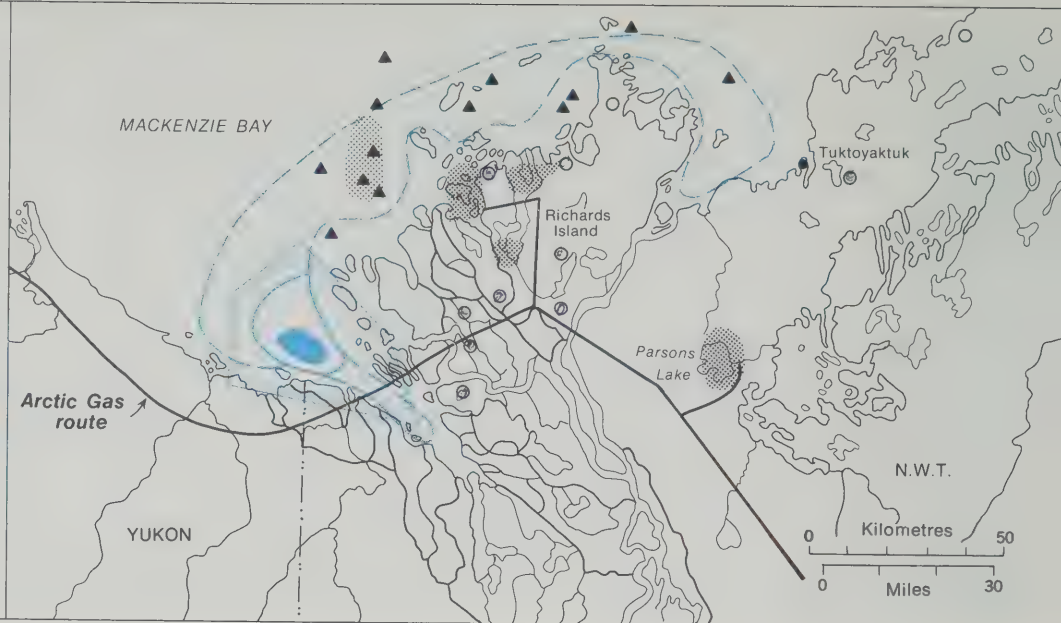 MACKENZIE BAY
Tuktoyaktuk
Richards
Island
Parsons
Lake
Arctic Gas
route
N.W.T.
YUKON
Kilometres
0 50
0 30
Miles